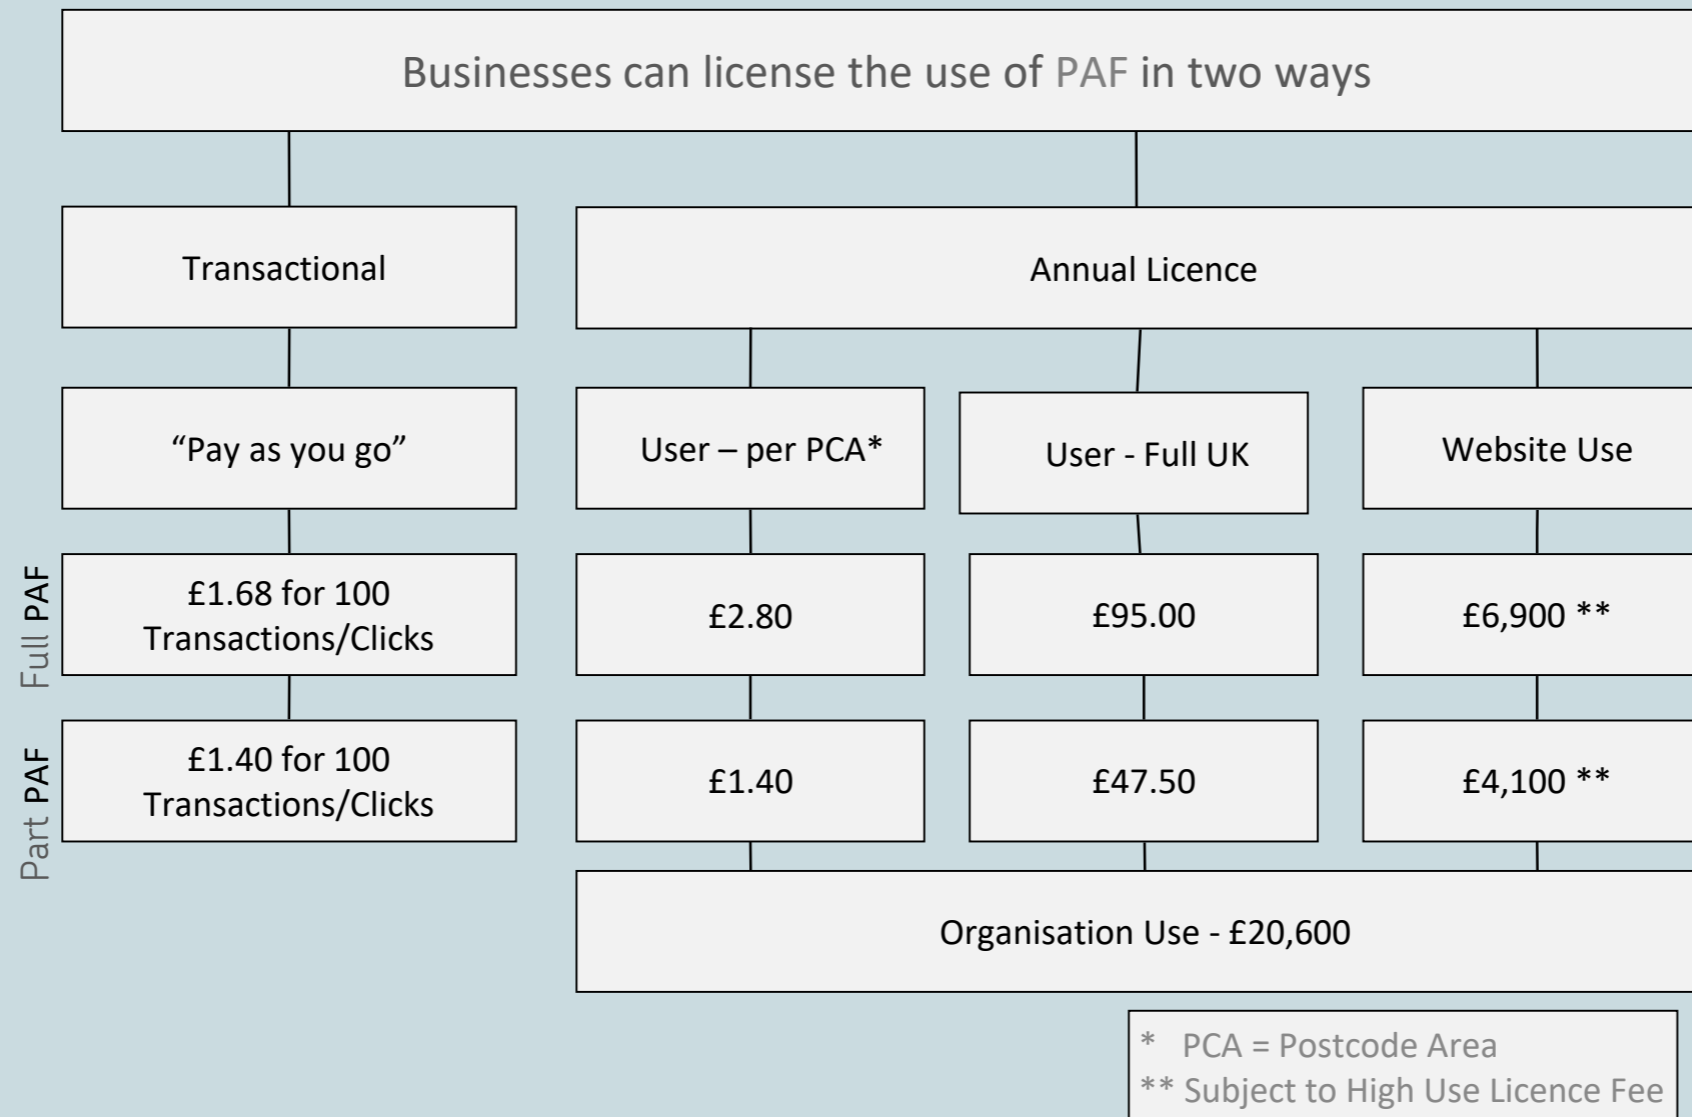 Businesses can license the use of PAF in two ways
Transactional
Annual Licence
“Pay as you go”
User – per PCA*
User - Full UK
Website Use
Full PAF
£1.68 for 100
Transactions/Clicks
£2.80
£95.00
£6,900 **
Part PAF
£1.40 for 100
Transactions/Clicks
£1.40
£47.50
£4,100 **
Organisation Use - £20,600
* PCA = Postcode Area
** Subject to High Use Licence Fee